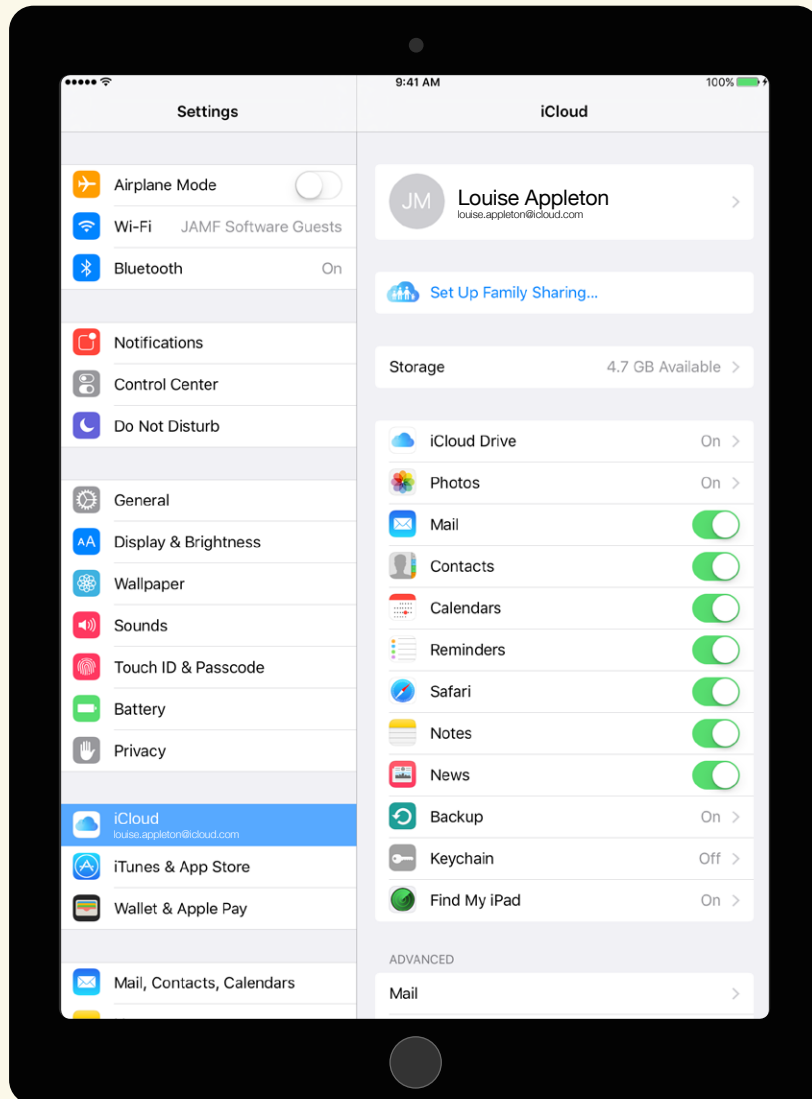 9:41 AM
100%
Settings
iCloud
Airplane Mode
Wi-Fi JAMF Software Guests
Bluetooth On
Notifications
Control Center
Do Not Disturb
General
AA Display & Brightness
Wallpaper
Sounds
Touch ID & Passcode
Battery
Privacy
iCloud
louise.appleton@icloud.com
iTunes & App Store
Wallet & Apple Pay
Mail, Contacts, Calendars
JM Louise Appleton
louise.appleton@icloud.com
Set Up Family Sharing...
Storage 4.7 GB Available
iCloud Drive On
Photos On
Mail
Contacts
Calendars
Reminders
Safari
Notes
News
Backup On
Keychain Off
Find My iPad On
ADVANCED
Mail